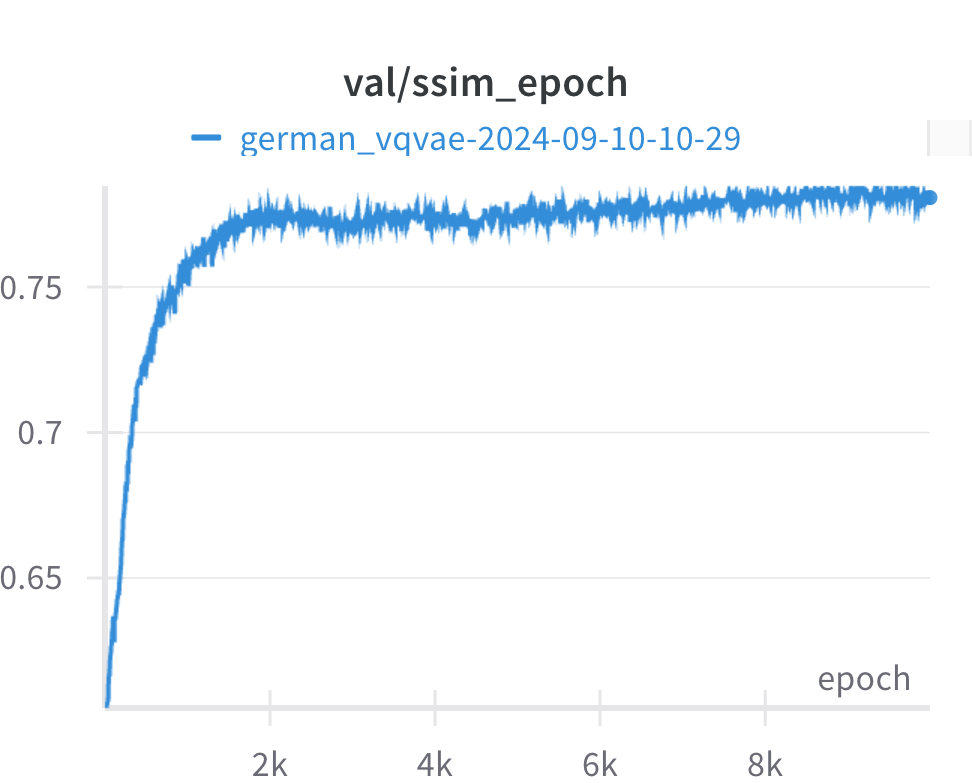 val/ssim_epoch
german_vqvae-2024-09-10-10-29
0.75
0.7
0.65
epoch
2k 4k 6k 8k